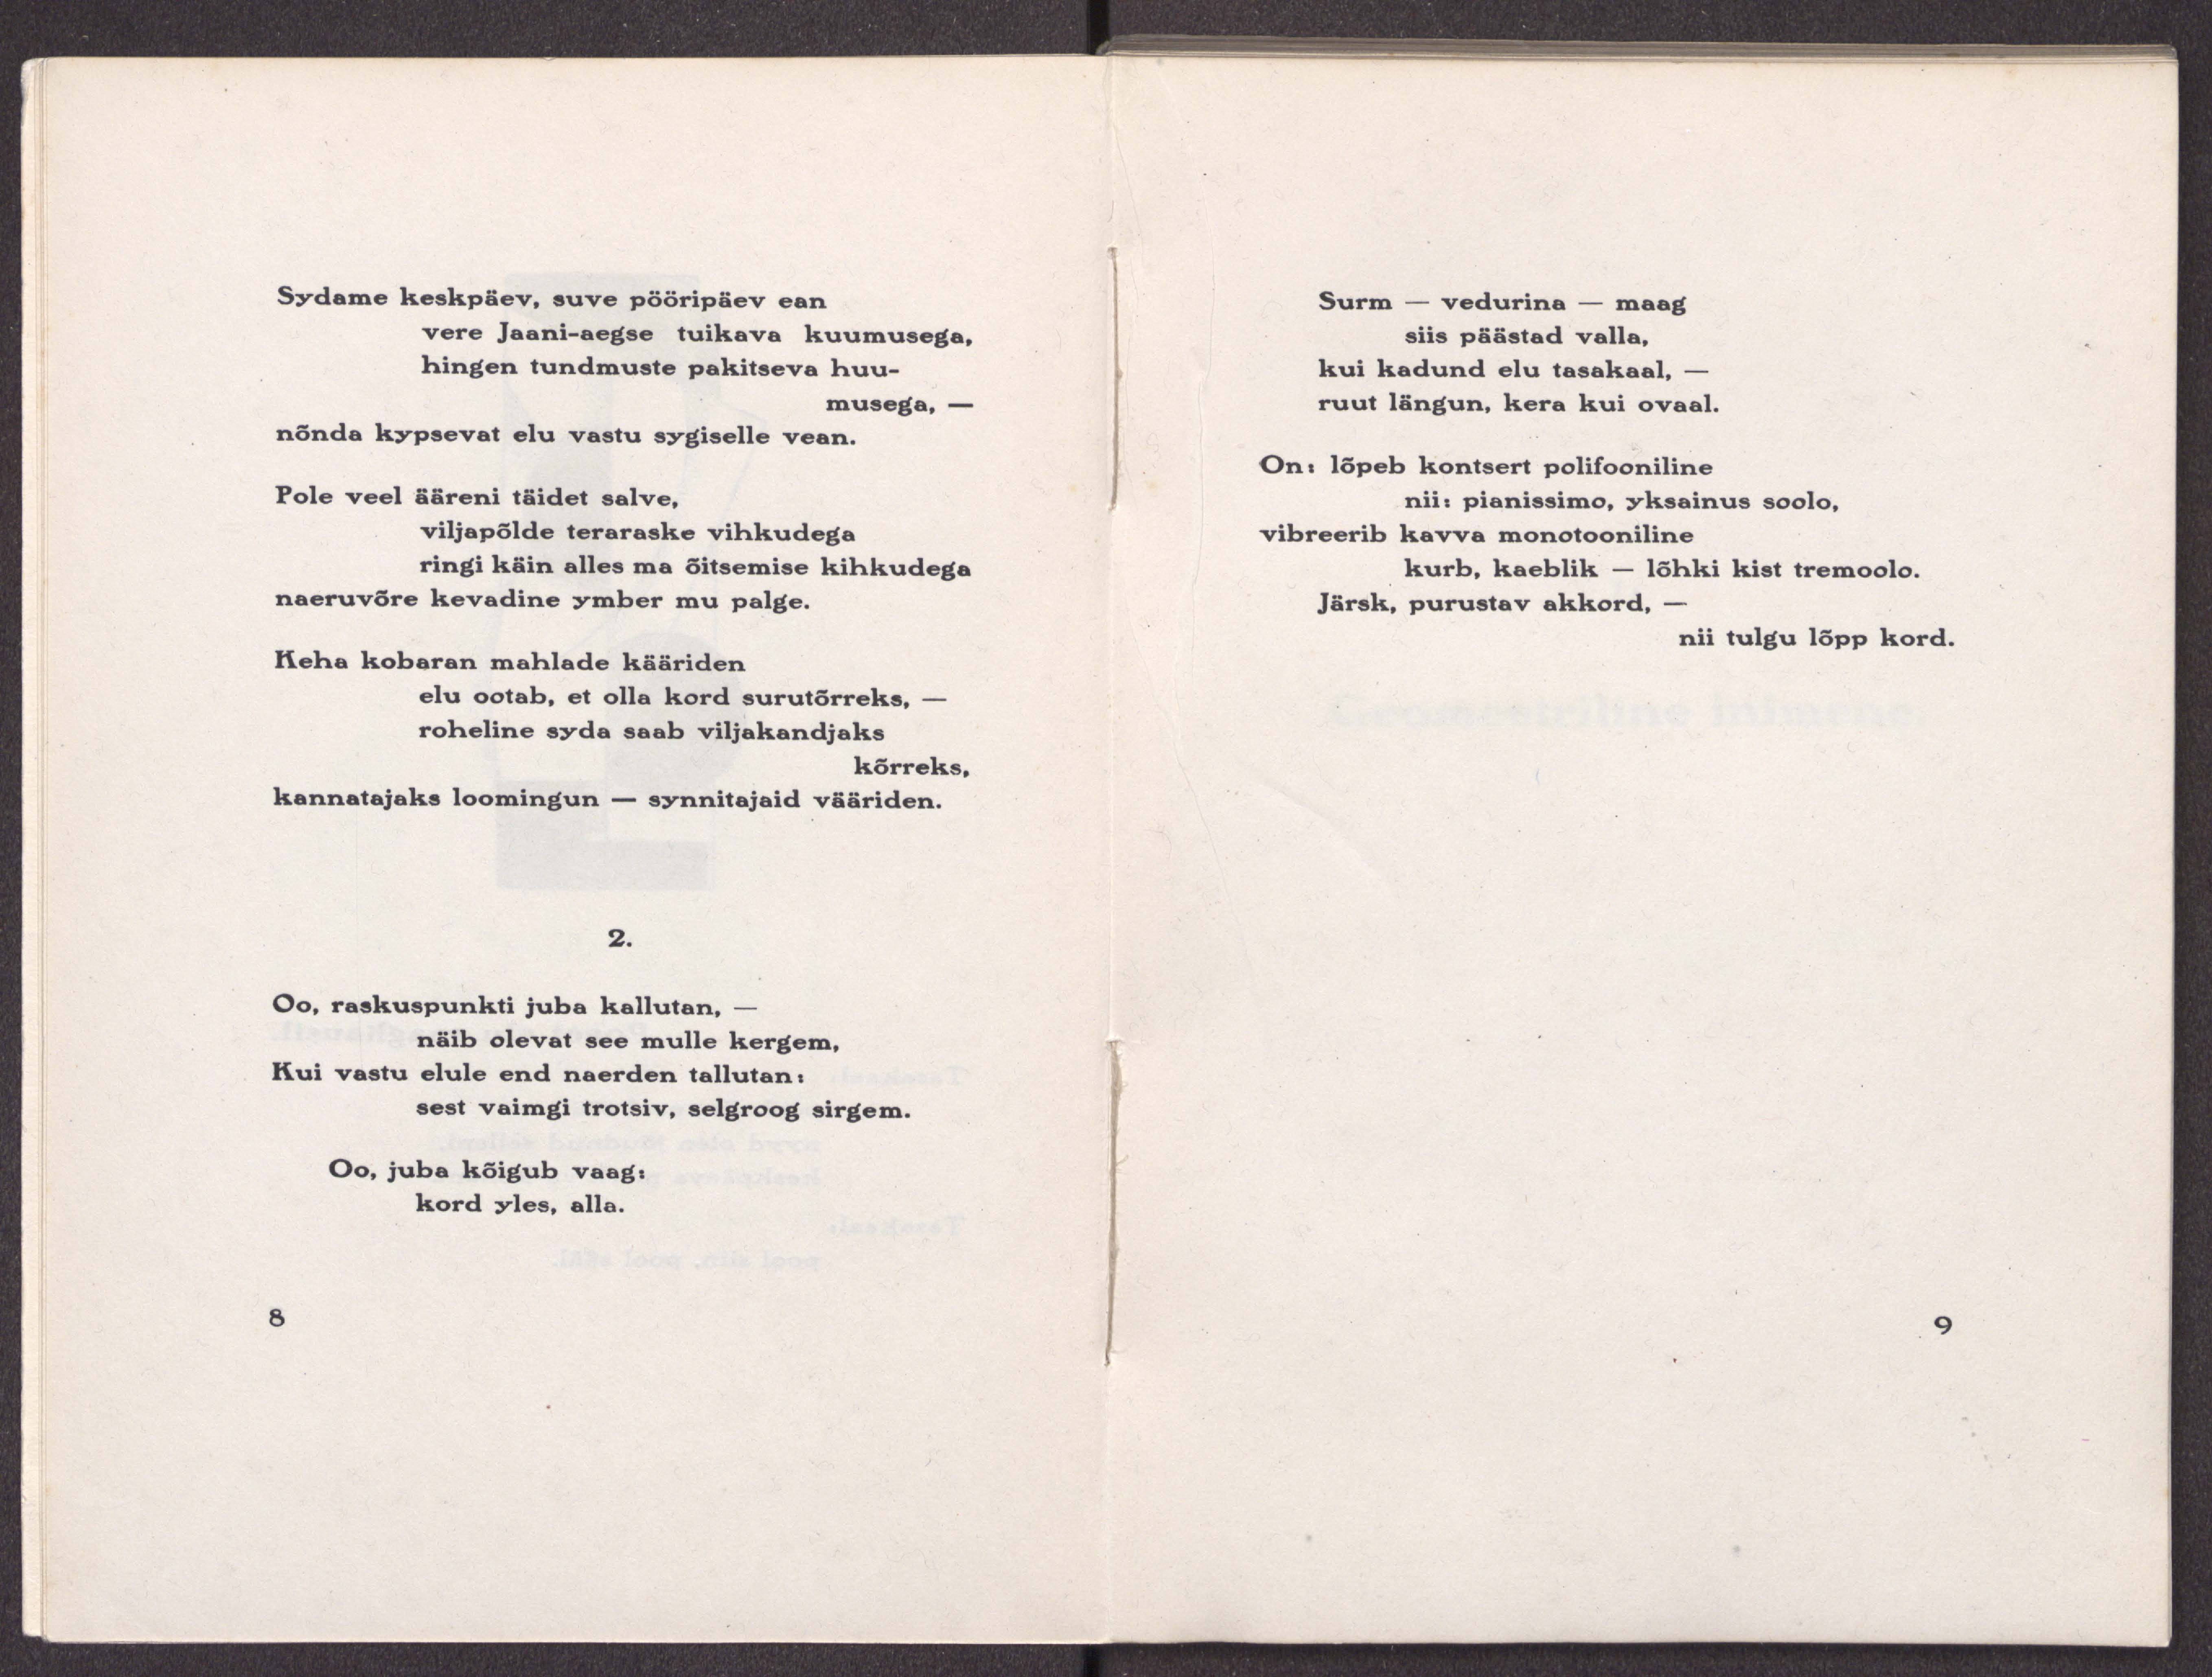 Sydame keskpäev, suve pööripäev ean
vere Jaani-aegse tuikava kuumusega,
hingen tundmuste pakitseva huu-
musega, —
nõnda kypsevat elu vastu sygiselle vean.
Pole veel ääreni täidet salve,
viljapõlde teraraske vihkudega
ringi käin alles ma õitsemise kihkudega
naeruvõre kevadine ymber mu palge.
Keha kobaran mahlade kääriden
elu ootab, et olla kord surutõrreks, —
roheline syda saab viljakandjaks
kõrreks,
kannatajaks loomingun — synnitajaid vääriden.
2.
Oo, raskuspunkti juba kallutan, —
näib olevat see mulle kergem,
Kui vastu elule end naerden tallutan:
sest vaimgi trotsiv, selgroog sirgem.
Oo, juba kõigub vaag:
kord yles, alla.
8
Surm — vedurina — maag
siis päästad valla,
kui kadund elu tasakaal, —
ruut längun, kera kui ovaal.
On: lõpeb kontsert polifooniline
nii: pianissimo, yksainus soolo,
vibreerib kavva monotooniline
kurb, kaeblik — lõhki kist tremoolo.
Järsk, purustav akkord, —
nii tulgu lõpp kord.
9